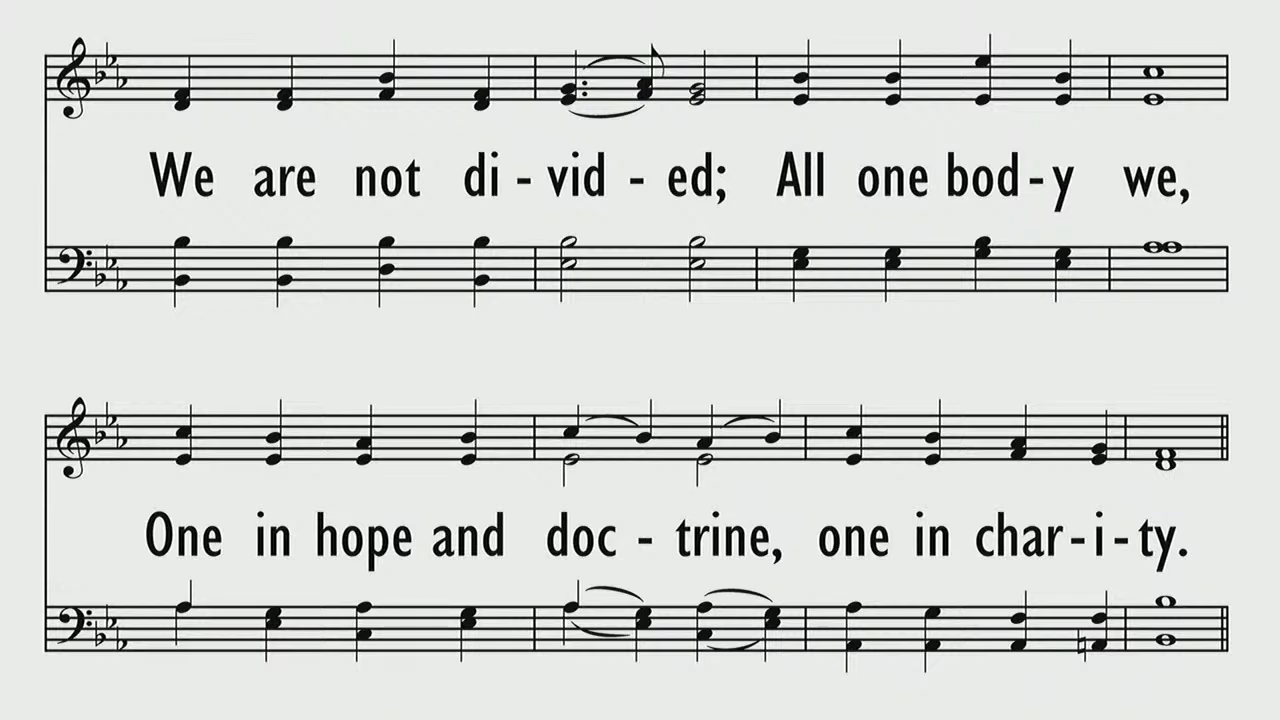 We are not di - vid - ed; All one bod - y we,
One in hope and doc - trine, one in char - i - ty.